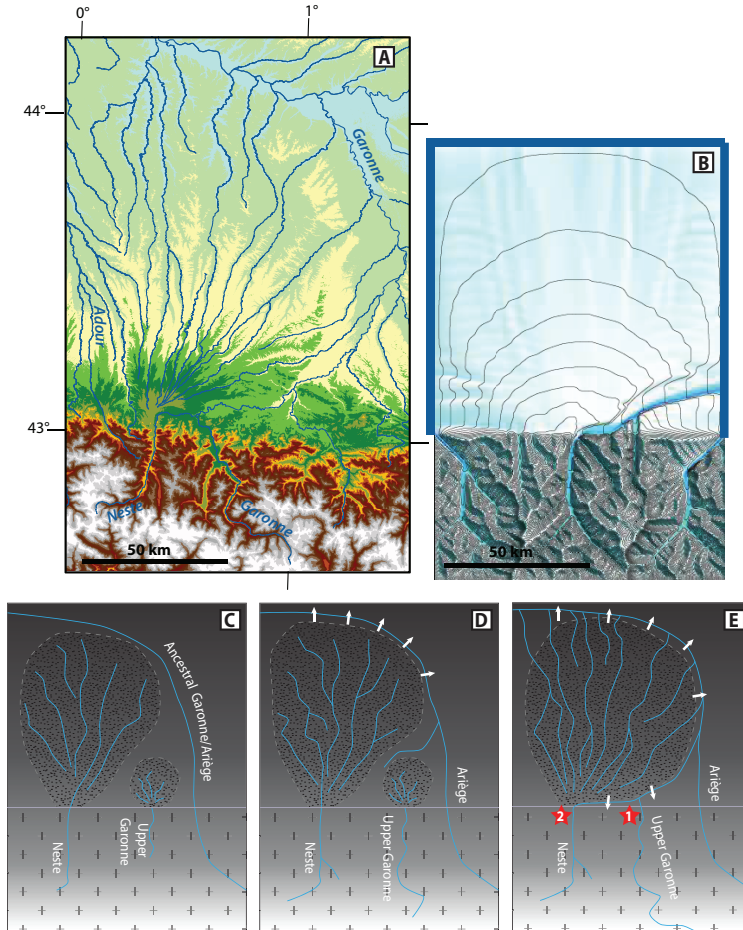 0°
1°
A
44°
Garonne
B
Adour
43°
Neste
Garonne
50 km
50 km
C
D
E
Ancestral Garonne/Ariège
Ariège
Ariège
2
1
Neste
Upper
Garonne
Neste
Upper Garonne
Neste
Upper Garonne